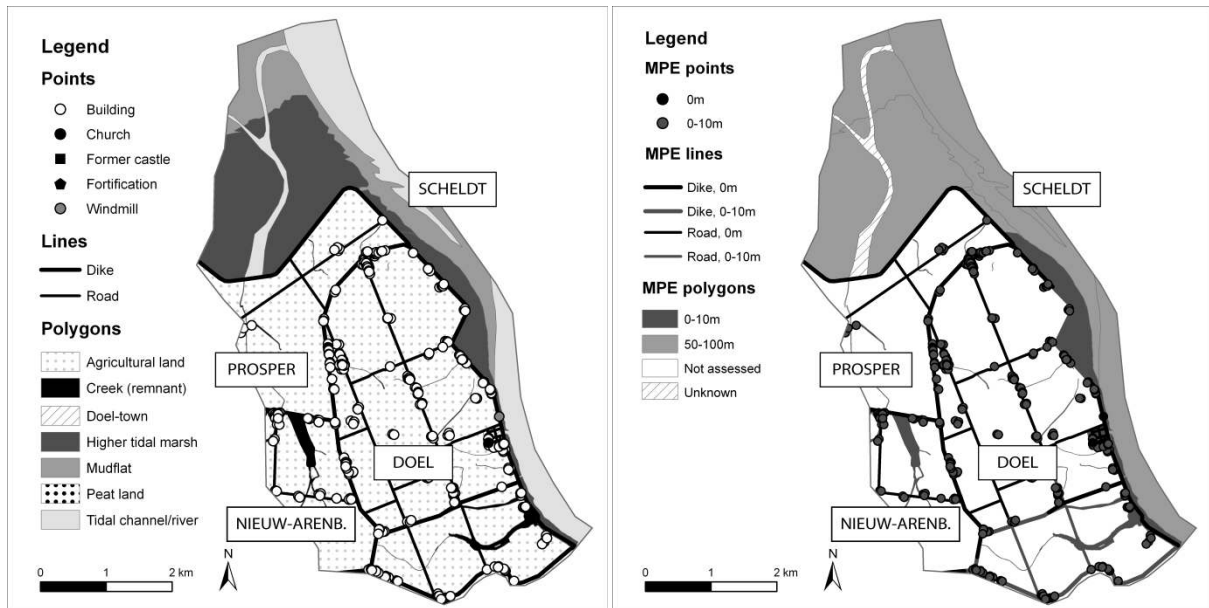 Legend
Points
Building
Church
Former castle
Fortification
Windmill
Lines
Dike
Road
Polygons
Agricultural land
Creek (remnant)
Doel-town
Higher tidal marsh
Mudflat
Peat land
Tidal channel/river
SCHELDT
PROSPER
DOEL
NIEUW-ARENB.
N
0 1 2 km
Legend
MPE points
0m
0-10m
MPE lines
Dike, 0m
Dike, 0-10m
Road, 0m
Road, 0-10m
MPE polygons
0-10m
50-100m
Not assessed
Unknown
SCHELDT
PROSPER
DOEL
NIEUW-ARENB.
N
0 1 2 km